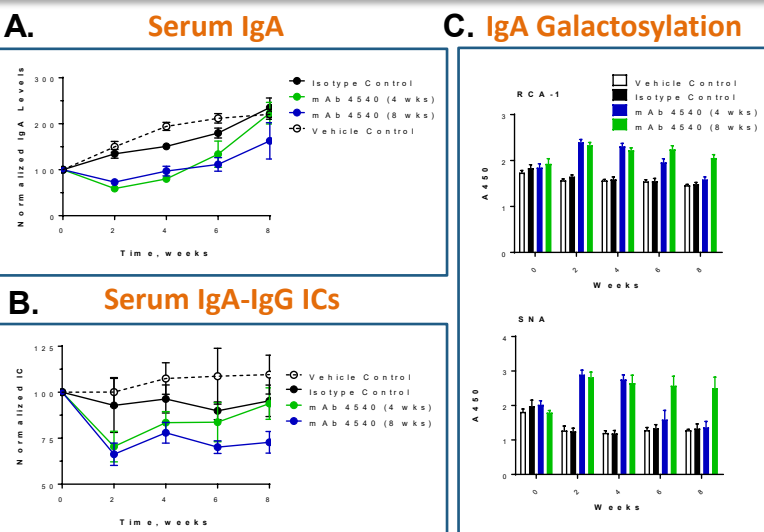 A. Serum IgA
Normalized IgA Levels
300
200
100
0
0 2 4 6 8
Time, weeks
Isotype Control
mAb 4540 (4 wks)
mAb 4540 (8 wks)
Vehicle Control
B. Serum IgA-IgG ICs
Normalized IC
125
100
75
50
0 2 4 6 8
Time, weeks
Vehicle Control
Isotype Control
mAb 4540 (4 wks)
mAb 4540 (8 wks)
C. IgA Galactosylation
RCA-1
Vehicle Control
Isotype Control
mAb 4540 (4 wks)
mAb 4540 (8 wks)
A450
3
2
1
0
0 2 4 6 8
Weeks
SNA
A450
4
3
2
1
0
0 2 4 6 8
Weeks